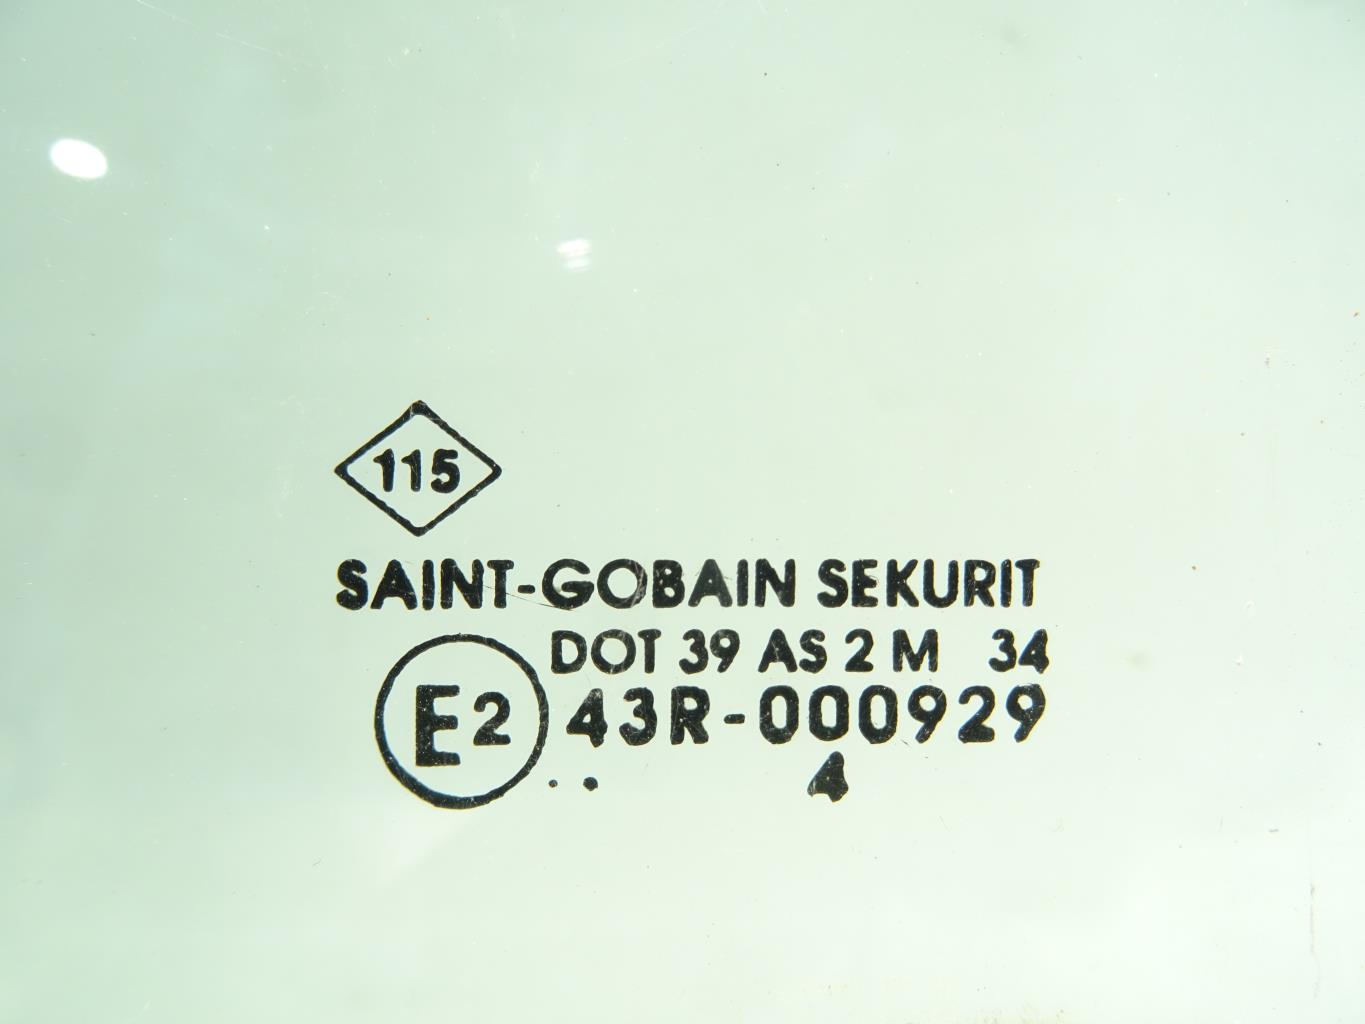 115
SAINT-GOBAIN SEKURIT
DOT 39 AS 2 M 34
E2 43R-000929
.. 4